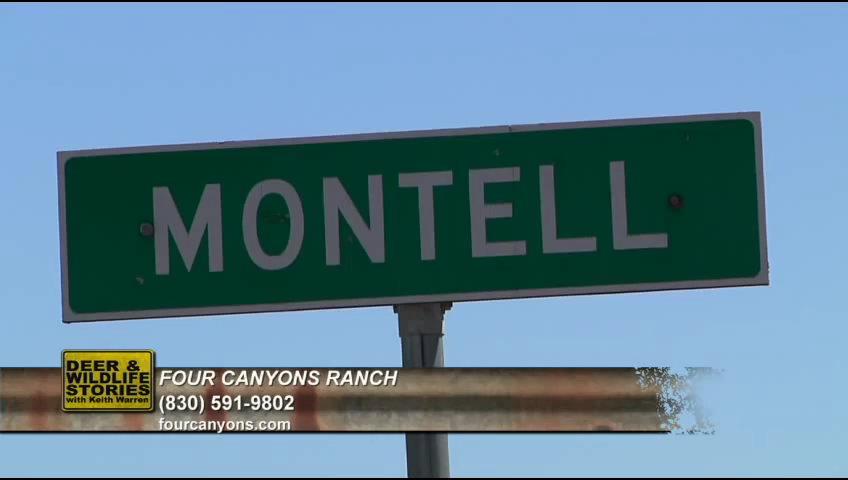 MONTELL
DEER &
WILDLIFE
STORIES
with Keith Warren
FOUR CANYONS RANCH
(830) 591-9802
fourcanyons.com